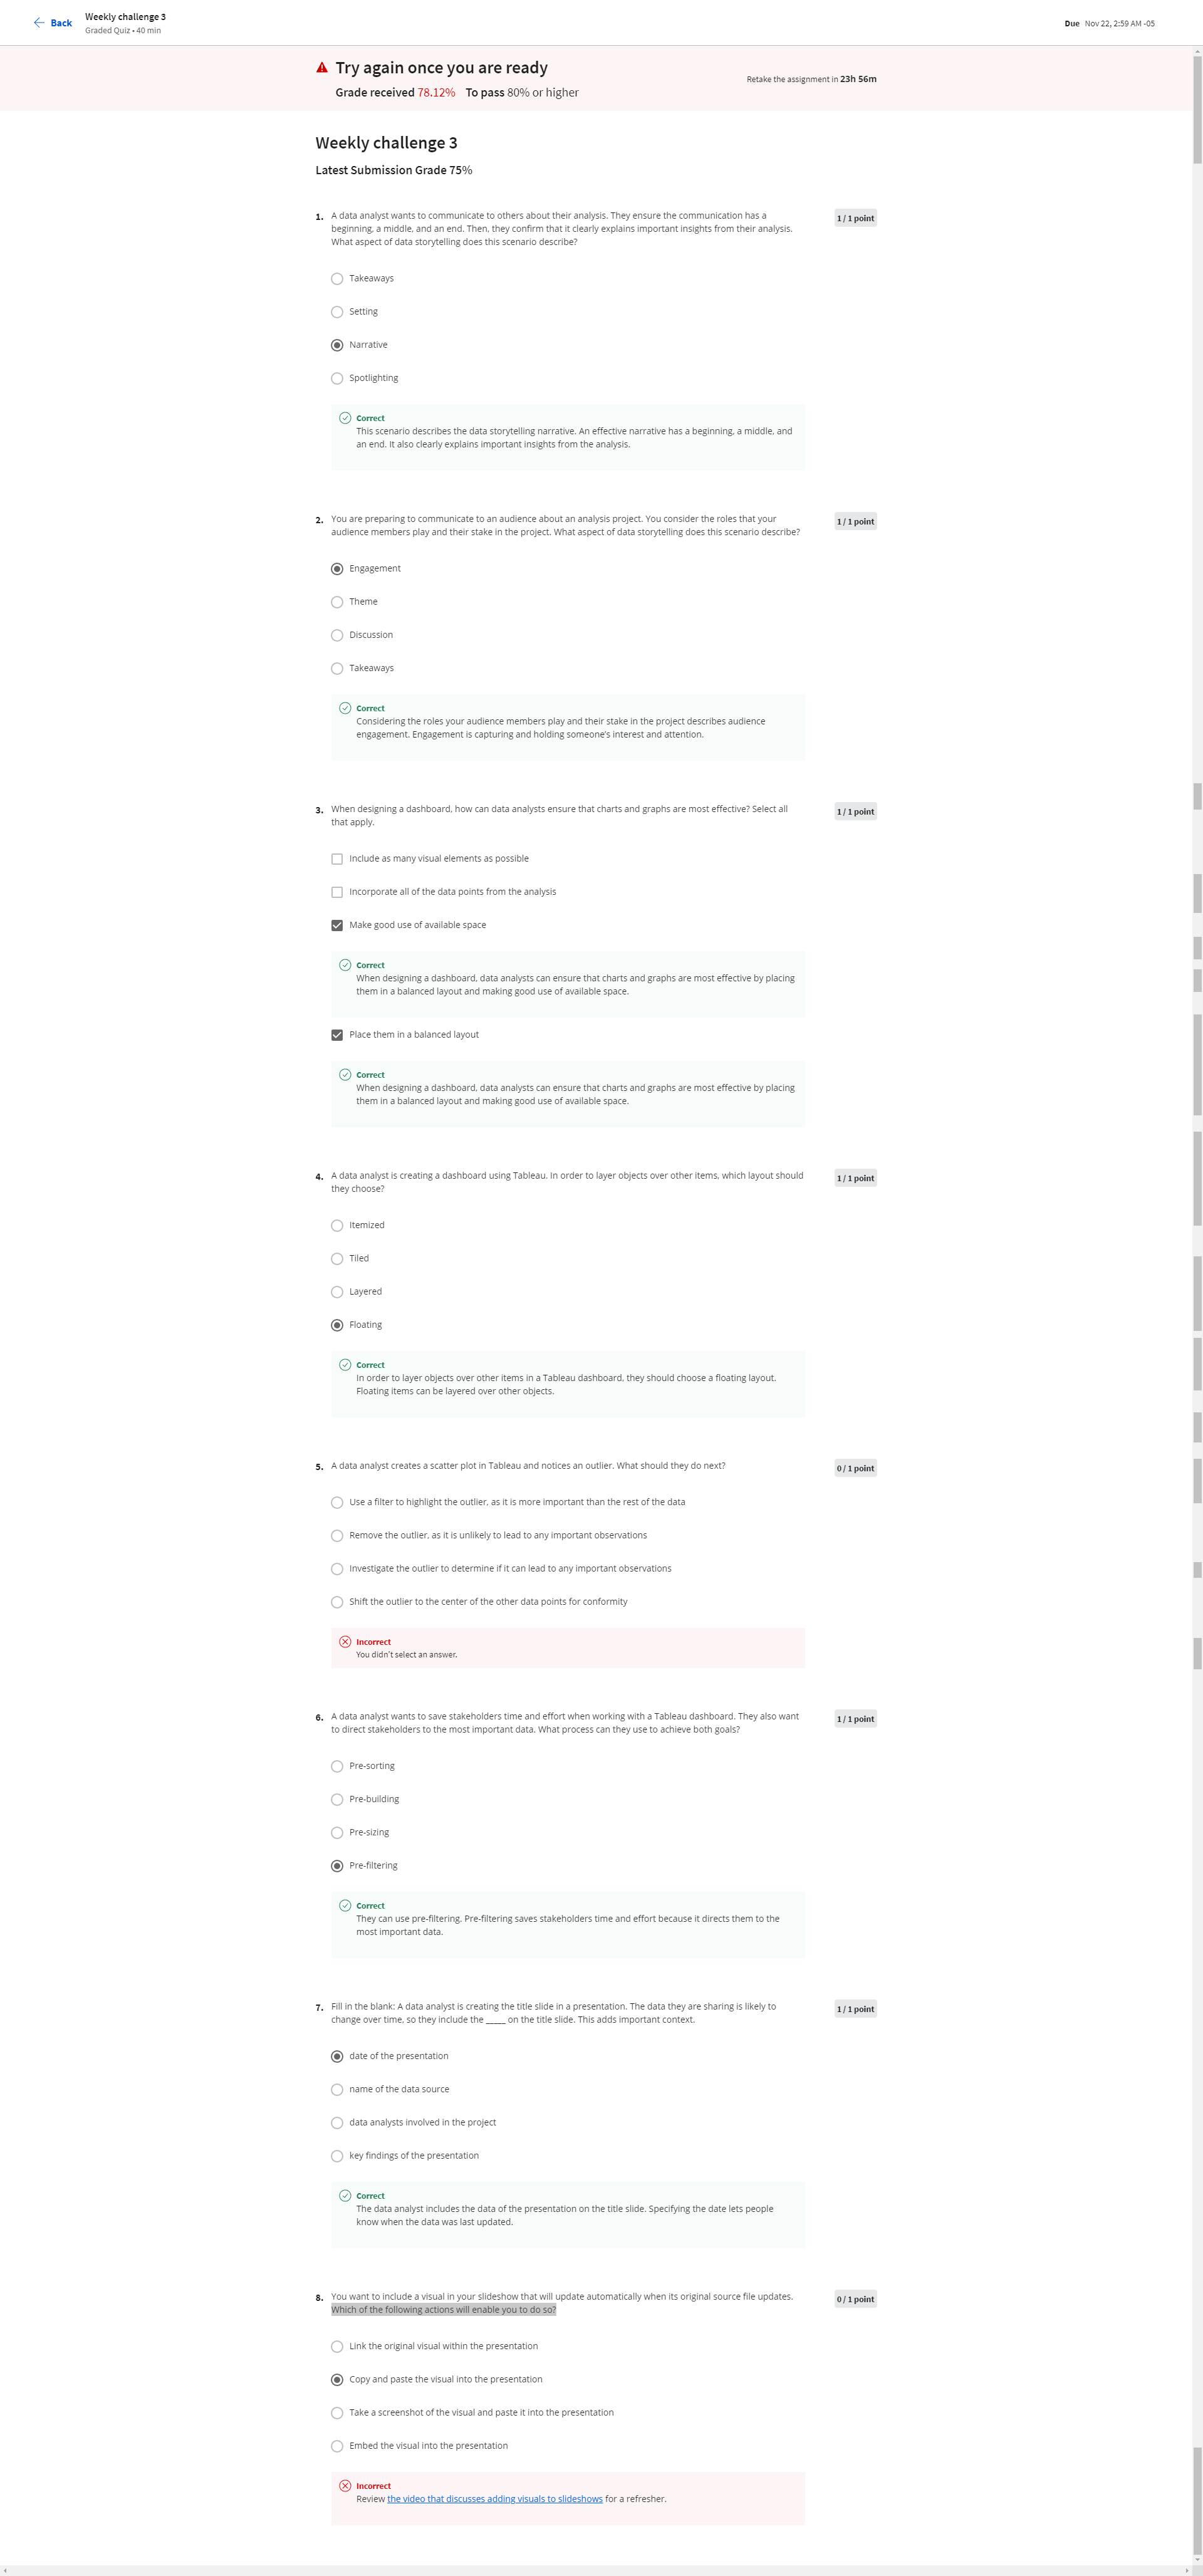 Back
Weekly challenge 3
Graded Quiz • 40 min
Due Nov 22, 2:59 AM -05
Try again once you are ready
Grade received 78.12% To pass 80% or higher
Retake the assignment in 23h 56m
Weekly challenge 3
Latest Submission Grade 75%
1. A data analyst wants to communicate to others about their analysis. They ensure the communication has a
beginning, a middle, and an end. Then, they confirm that it clearly explains important insights from their analysis.
What aspect of data storytelling does this scenario describe?
1 / 1 point
Takeaways
Setting
Narrative
Spotlighting
Correct
This scenario describes the data storytelling narrative. An effective narrative has a beginning, a middle, and
an end. It also clearly explains important insights from the analysis.
2. You are preparing to communicate to an audience about an analysis project. You consider the roles that your
audience members play and their stake in the project. What aspect of data storytelling does this scenario describe?
1 / 1 point
Engagement
Theme
Discussion
Takeaways
Correct
Considering the roles your audience members play and their stake in the project describes audience
engagement. Engagement is capturing and holding someone's interest and attention.
3. When designing a dashboard, how can data analysts ensure that charts and graphs are most effective? Select all
that apply.
1 / 1 point
Include as many visual elements as possible
Incorporate all of the data points from the analysis
Make good use of available space
Correct
When designing a dashboard, data analysts can ensure that charts and graphs are most effective by placing
them in a balanced layout and making good use of available space.
Place them in a balanced layout
Correct
When designing a dashboard, data analysts can ensure that charts and graphs are most effective by placing
them in a balanced layout and making good use of available space.
4. A data analyst is creating a dashboard using Tableau. In order to layer objects over other items, which layout should
they choose?
1 / 1 point
Itemized
Tiled
Layered
Floating
Correct
In order to layer objects over other items in a Tableau dashboard, they should choose a floating layout.
Floating items can be layered over other objects.
5. A data analyst creates a scatter plot in Tableau and notices an outlier. What should they do next?
0 / 1 point
Use a filter to highlight the outlier, as it is more important than the rest of the data
Remove the outlier, as it is unlikely to lead to any important observations
Investigate the outlier to determine if it can lead to any important observations
Shift the outlier to the center of the other data points for conformity
Incorrect
You didn't select an answer.
6. A data analyst wants to save stakeholders time and effort when working with a Tableau dashboard. They also want
to direct stakeholders to the most important data. What process can they use to achieve both goals?
1 / 1 point
Pre-sorting
Pre-building
Pre-sizing
Pre-filtering
Correct
They can use pre-filtering. Pre-filtering saves stakeholders time and effort because it directs them to the
most important data.
7. Fill in the blank: A data analyst is creating the title slide in a presentation. The data they are sharing is likely to
change over time, so they include the _____ on the title slide. This adds important context.
1 / 1 point
date of the presentation
name of the data source
data analysts involved in the project
key findings of the presentation
Correct
The data analyst includes the data of the presentation on the title slide. Specifying the date lets people
know when the data was last updated.
8. You want to include a visual in your slideshow that will update automatically when its original source file updates.
Which of the following actions will enable you to do so?
0 / 1 point
Link the original visual within the presentation
Copy and paste the visual into the presentation
Take a screenshot of the visual and paste it into the presentation
Embed the visual into the presentation
Incorrect
Review the video that discusses adding visuals to slideshows for a refresher.